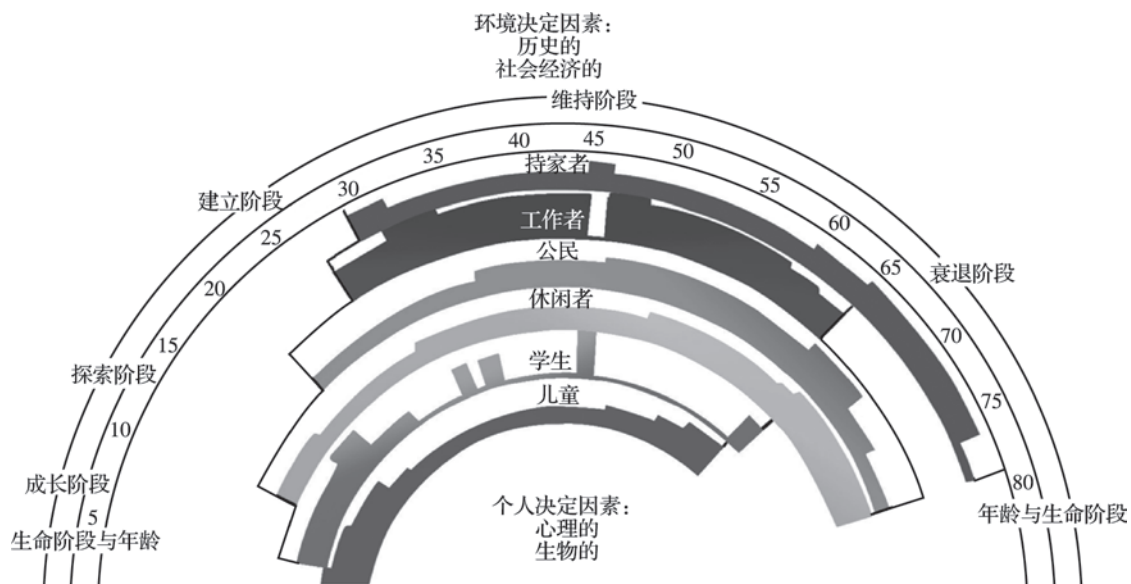 环境决定因素：
历史的
社会经济的
维持阶段
建立阶段
衰退阶段
探索阶段
成长阶段
生命阶段与年龄
年龄与生命阶段
5
10
15
20
25
30
35
40
45
50
55
60
65
70
75
80
持家者
工作者
公民
休闲者
学生
儿童
个人决定因素：
心理的
生物的